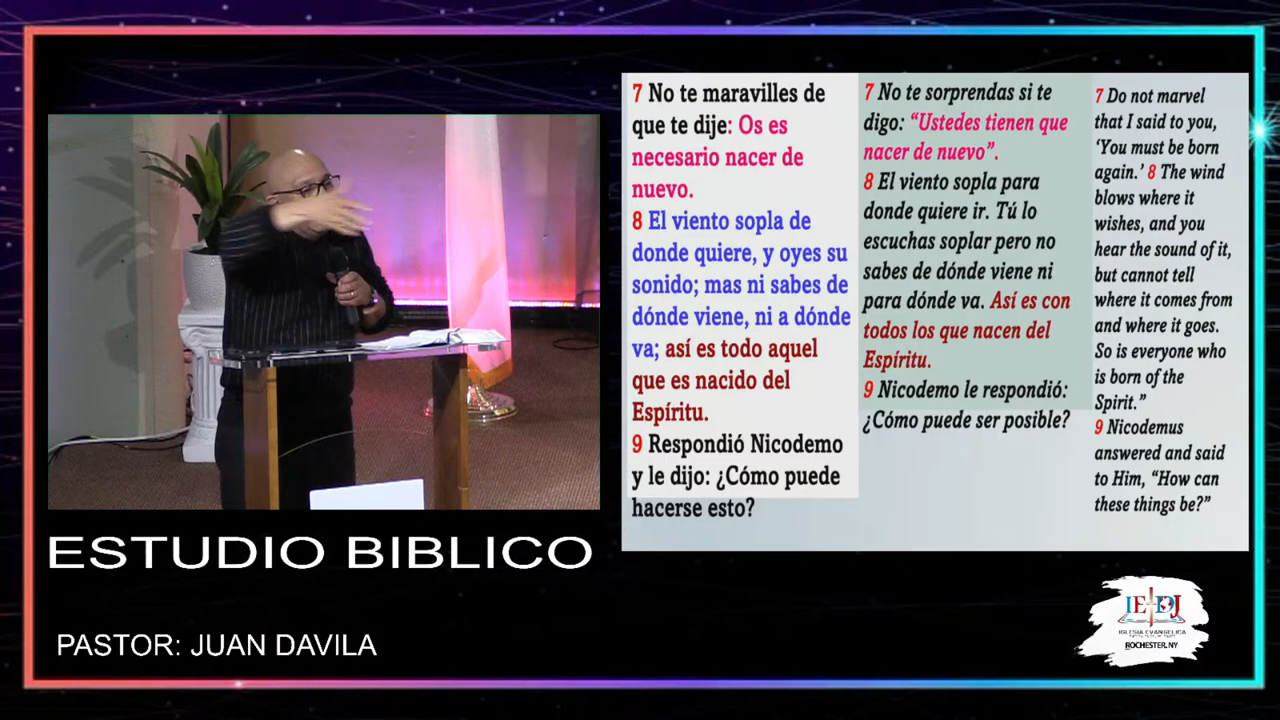 7 No te maravilles de
que te dije: Os es
necesario nacer de
nuevo.
8 El viento sopla de
donde quiere, y oyes su
sonido; mas ni sabes de
dónde viene, ni a dónde
va; así es todo aquel
que es nacido del
Espíritu.
9 Respondió Nicodemo
y le dijo: ¿Cómo puede
hacerse esto?
7 No te sorprendas si te
digo: “Ustedes tienen que
nacer de nuevo”.
8 El viento sopla para
donde quiere ir. Tú lo
escuchas soplar pero no
sabes de dónde viene ni
para dónde va. Así es con
todos los que nacen del
Espíritu.
9 Nicodemo le respondió:
¿Cómo puede ser posible?
7 Do not marvel
that I said to you,
‘You must be born
again.’ 8 The wind
blows where it
wishes, and you
hear the sound of it,
but cannot tell
where it comes from
and where it goes.
So is everyone who
is born of the
Spirit.”
9 Nicodemus
answered and said
to Him, “How can
these things be?”
ESTUDIO BIBLICO
PASTOR: JUAN DAVILA
IGLESIA EVANGELICA
ROCHESTER, NY